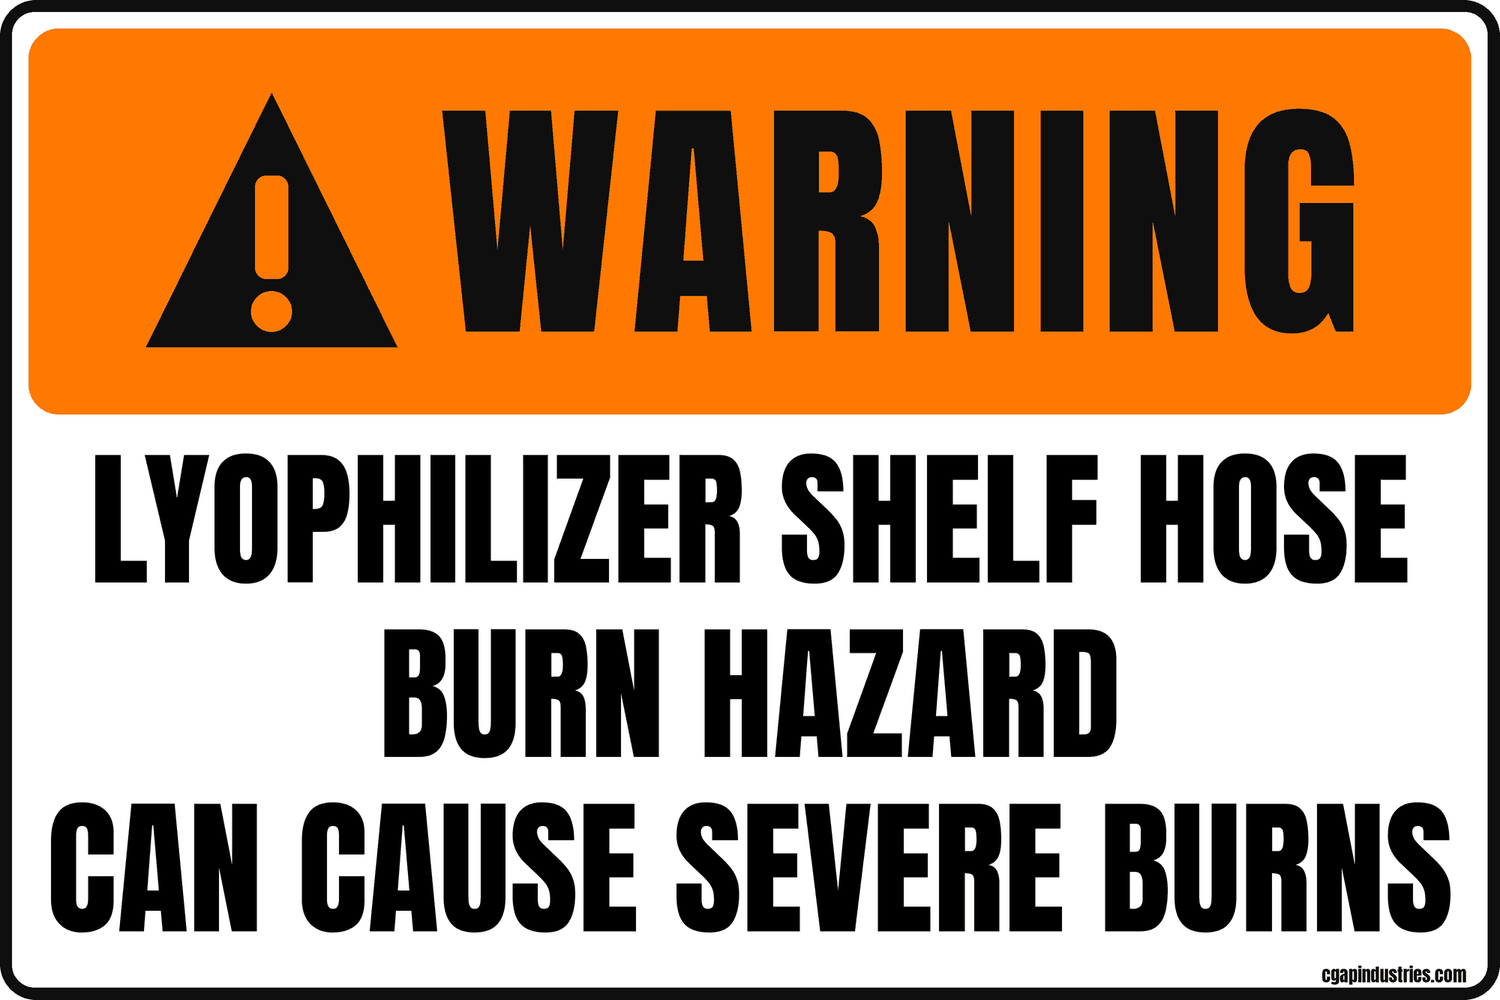 WARNING
LYOPHILIZER SHELF HOSE
BURN HAZARD
CAN CAUSE SEVERE BURNS
cgapindustries.com